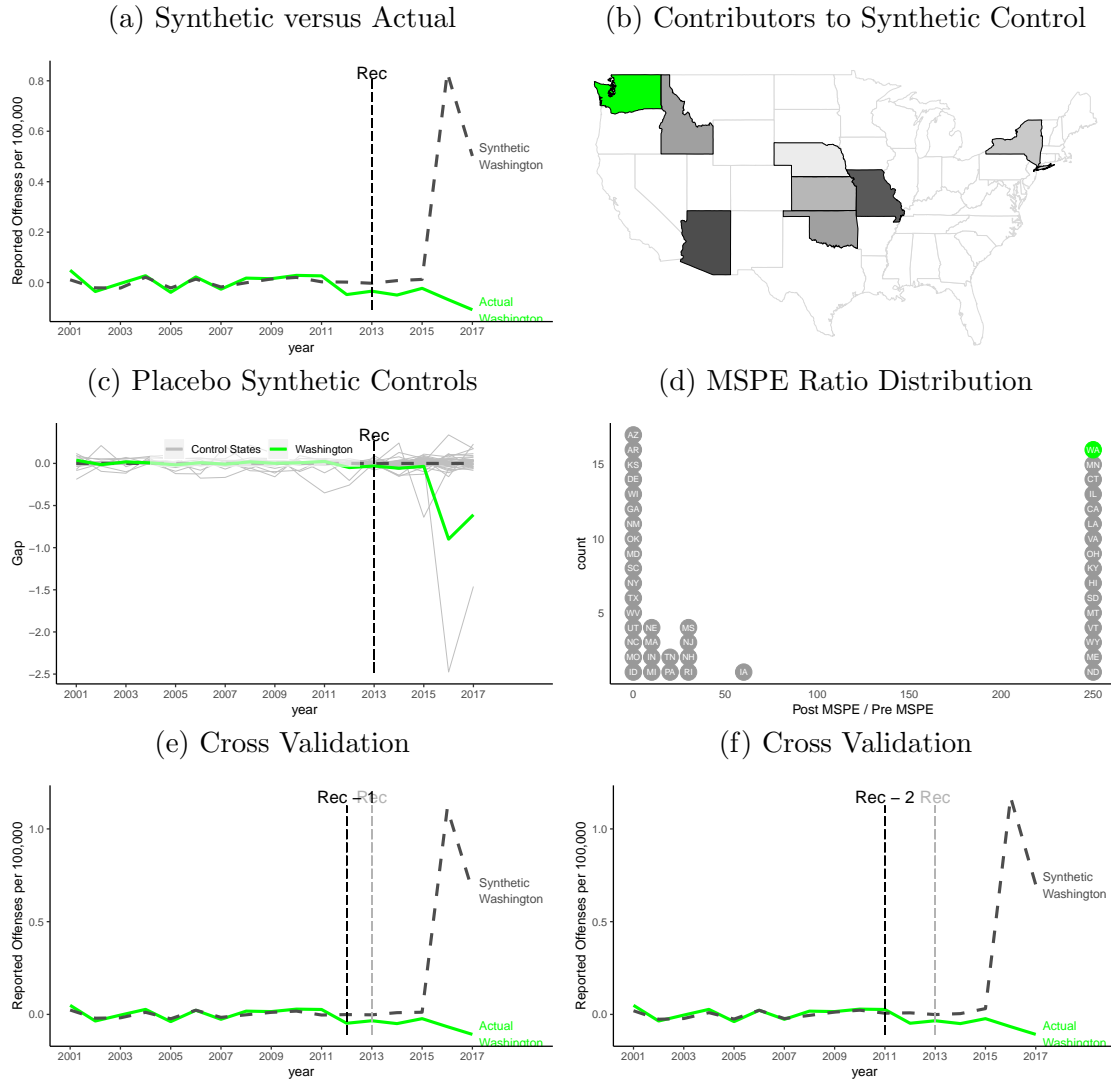 (a) Synthetic versus Actual
Rec
Reported Offenses per 100,000
0.8
0.6
0.4
0.2
0.0
Synthetic
Washington
Actual
Washington
2001 2003 2005 2007 2009 2011 2013 2015 2017
year
(b) Contributors to Synthetic Control
(c) Placebo Synthetic Controls
Rec
Control States Washington
Gap
0.0
−0.5
−1.0
−1.5
−2.0
−2.5
2001 2003 2005 2007 2009 2011 2013 2015 2017
year
(d) MSPE Ratio Distribution
count
15
10
5
AZ
AR
KS
DE
WI
GA
NM
OK
MD
SC
NY
TX
WV
UT
NC
MO
ID
NE
MA
IN
MI
TN
PA
MS
NJ
NH
RI
IA
WA
MN
CT
IL
CA
LA
VA
OH
KY
HI
SD
MT
VT
WY
ME
ND
0 50 100 150 200 250
Post MSPE / Pre MSPE
(e) Cross Validation
Rec − 1 Rec
Reported Offenses per 100,000
1.0
0.5
0.0
Synthetic
Washington
Actual
Washington
2001 2003 2005 2007 2009 2011 2013 2015 2017
year
(f) Cross Validation
Rec − 2 Rec
Reported Offenses per 100,000
1.0
0.5
0.0
Synthetic
Washington
Actual
Washington
2001 2003 2005 2007 2009 2011 2013 2015 2017
year